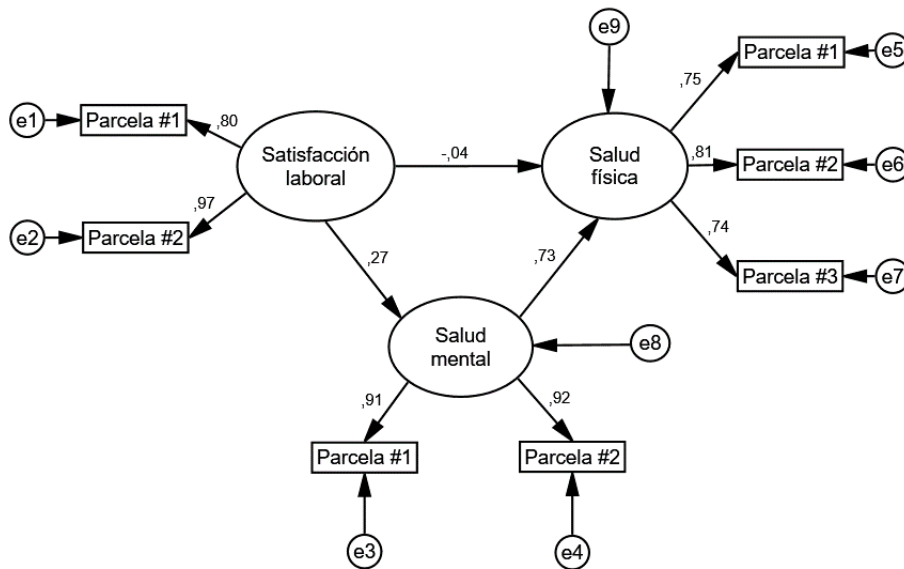 e9
Parcela #1
e5
,75
e1
Parcela #1
,80
Satisfacción
laboral
-,04
Salud
física
,81
Parcela #2
e6
,97
e2
Parcela #2
,74
,27
,73
Parcela #3
e7
Salud
mental
e8
,91
,92
Parcela #1
Parcela #2
e3
e4